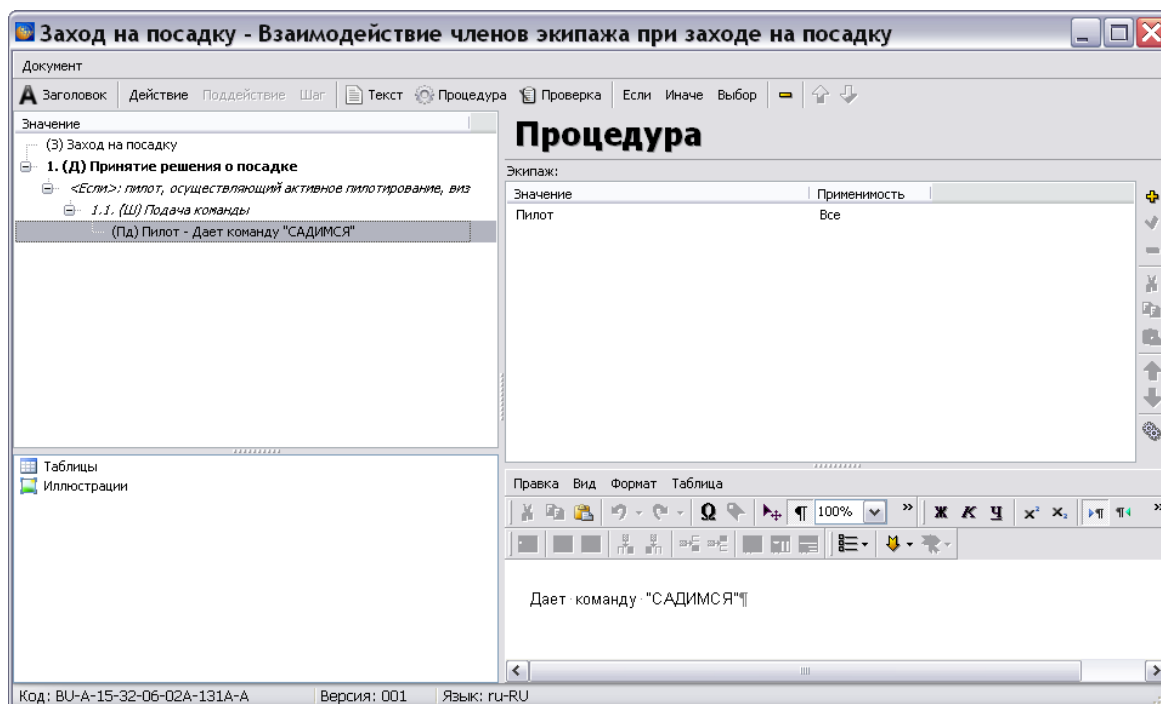 Заход на посадку - Взаимодействие членов экипажа при заходе на посадку
Документ
Заголовок Действие Поддействие Шаг Текст Процедура Проверка Если Иначе Выбор
Значение
(З) Заход на посадку
1. (Д) Принятие решения о посадке
<Если>: пилот, осуществляющий активное пилотирование, виз
1.1. (Ш) Подача команды
(Пд) Пилот - Дает команду "САДИМСЯ"
Таблицы
Иллюстрации
Процедура
Экипаж:
Значение Применимость
Пилот Все
Правка Вид Формат Таблица
Ω ¶ 100% » Ж К Ч x² x₂ ¶ ¶ »
Дает команду "САДИМСЯ"¶
Код: BU-A-15-32-06-02A-131A-A Версия: 001 Язык: ru-RU